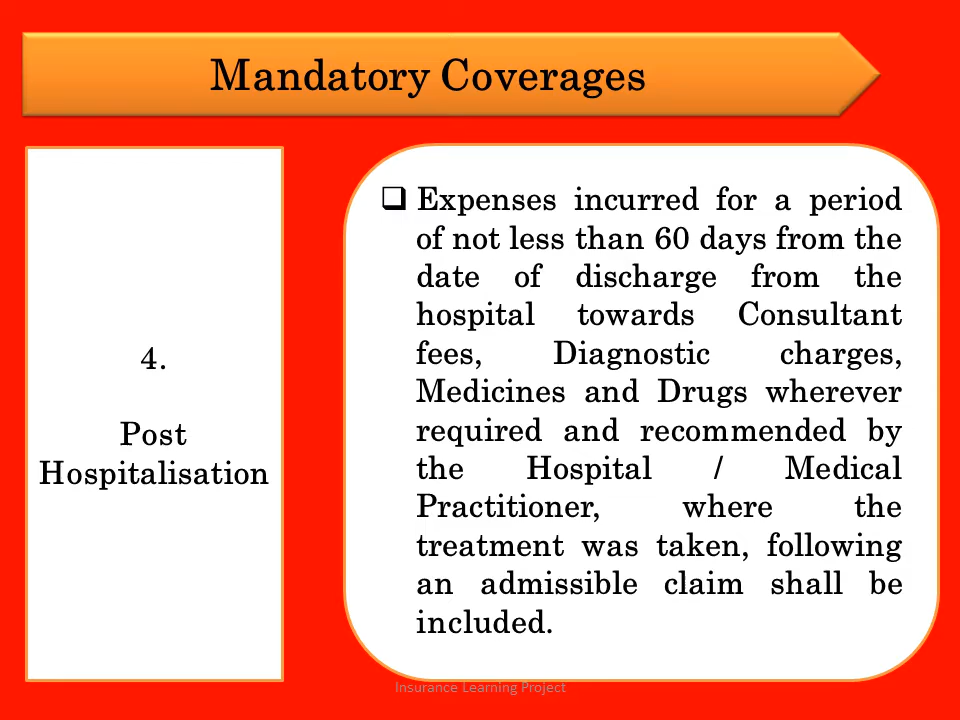 Mandatory Coverages
4.
Post
Hospitalisation
❑ Expenses incurred for a period
of not less than 60 days from the
date of discharge from the
hospital towards Consultant
fees, Diagnostic charges,
Medicines and Drugs wherever
required and recommended by
the Hospital / Medical
Practitioner, where the
treatment was taken, following
an admissible claim shall be
included.
Insurance Learning Project